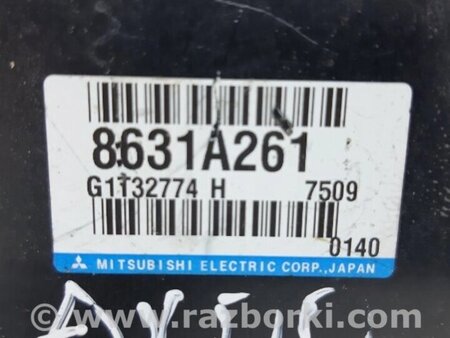 8631A261
G1T32774 H 7509
0140
MITSUBISHI ELECTRIC CORP., JAPAN
© www.razborki.com